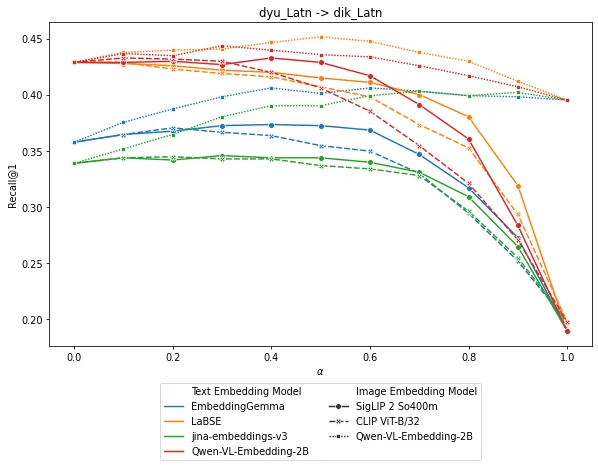 dyu_Latn -> dik_Latn
Recall@1
0.45
0.40
0.35
0.30
0.25
0.20
0.0 0.2 0.4 0.6 0.8 1.0
α
Text Embedding Model Image Embedding Model
EmbeddingGemma SigLIP 2 So400m
LaBSE CLIP ViT-B/32
jina-embeddings-v3 Qwen-VL-Embedding-2B
Qwen-VL-Embedding-2B